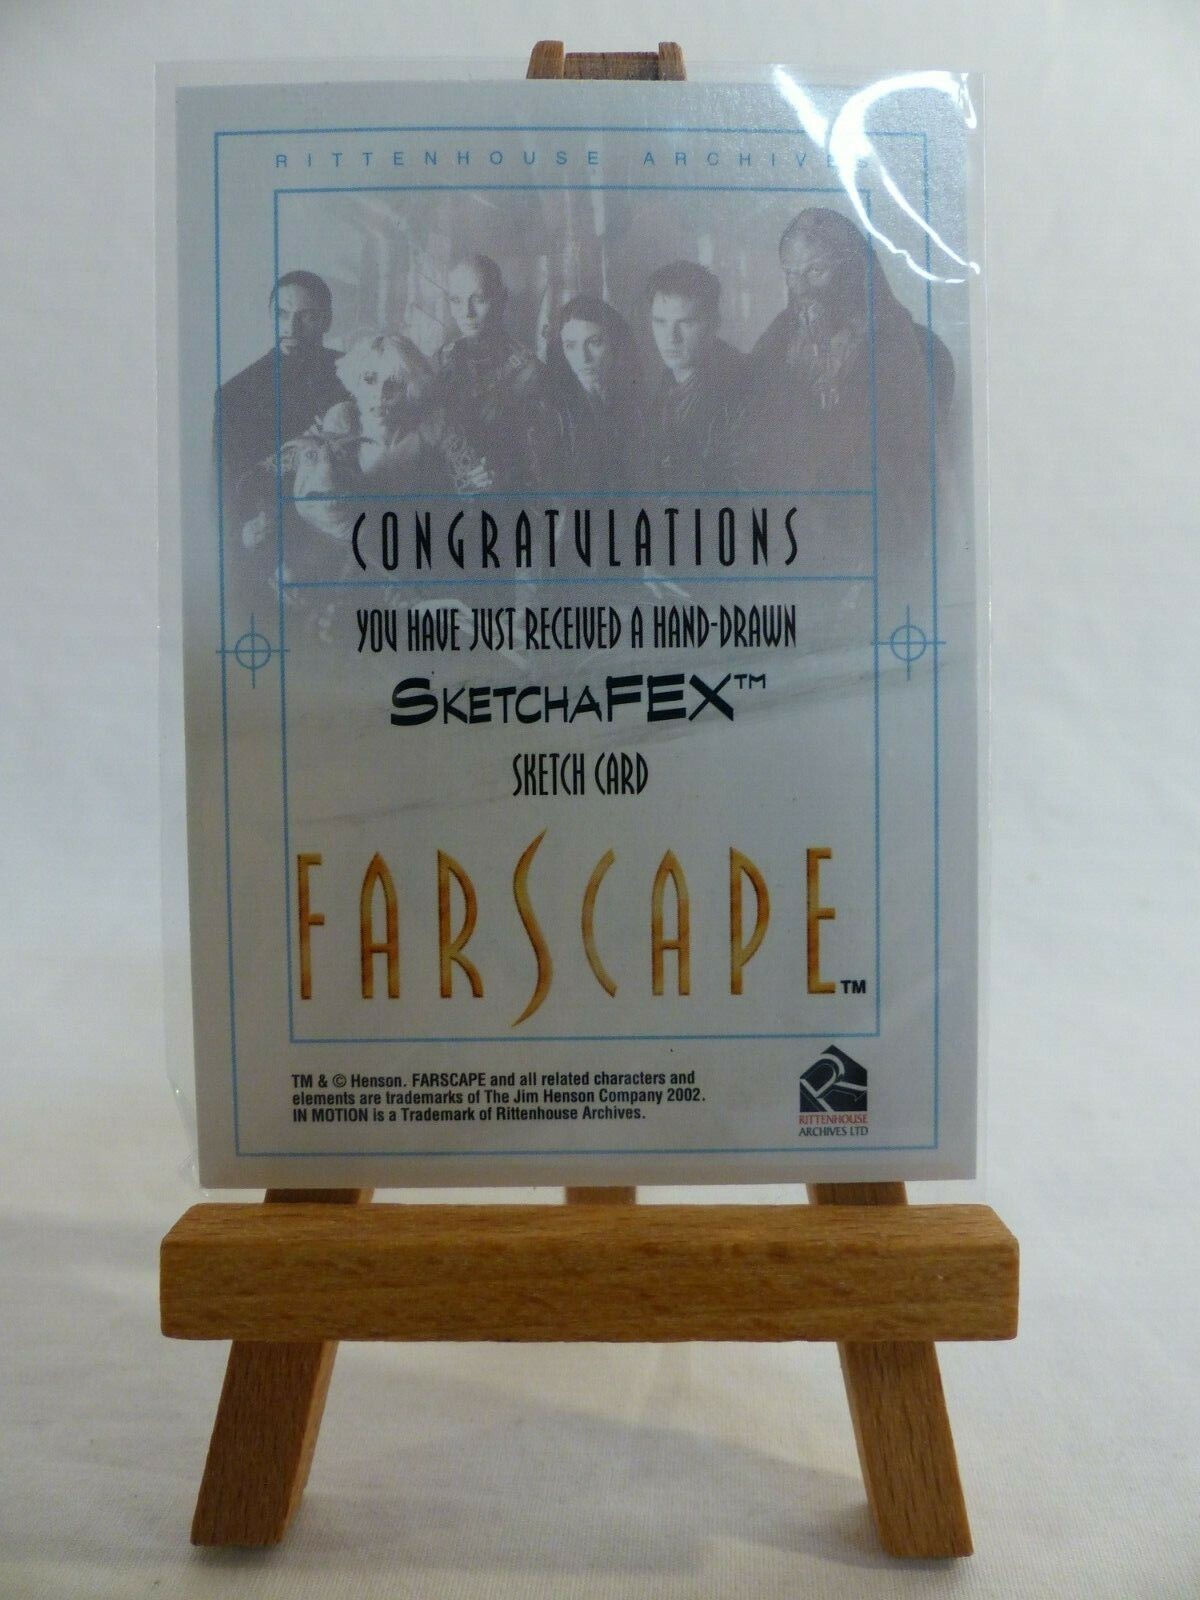 RITTENHOUSE ARCHIVES
CONGRATULATIONS
YOU HAVE JUST RECEIVED A HAND-DRAWN
SKETCHAFEX™
SKETCH CARD
FARSCAPE™
TM & © Henson. FARSCAPE and all related characters and
elements are trademarks of The Jim Henson Company 2002.
IN MOTION is a Trademark of Rittenhouse Archives.
RITTENHOUSE
ARCHIVES LTD